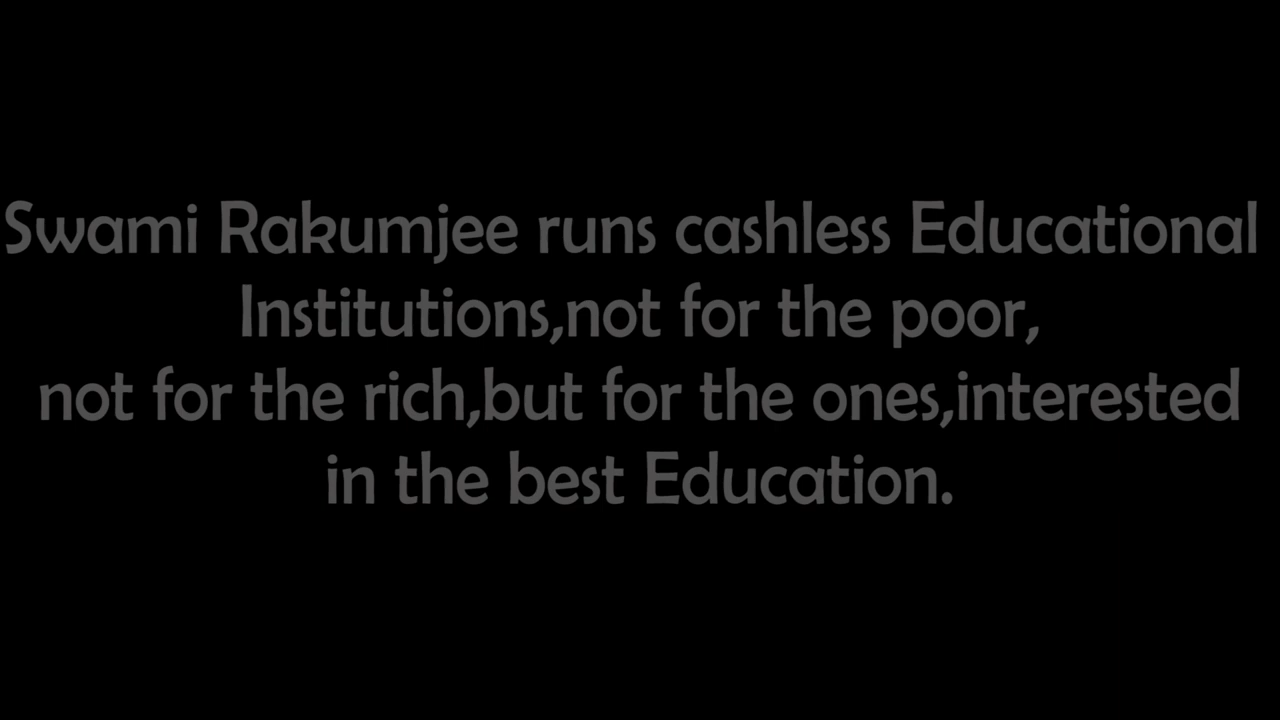 Swami Rakumjee runs cashless Educational
Institutions,not for the poor,
not for the rich,but for the ones,interested
in the best Education.